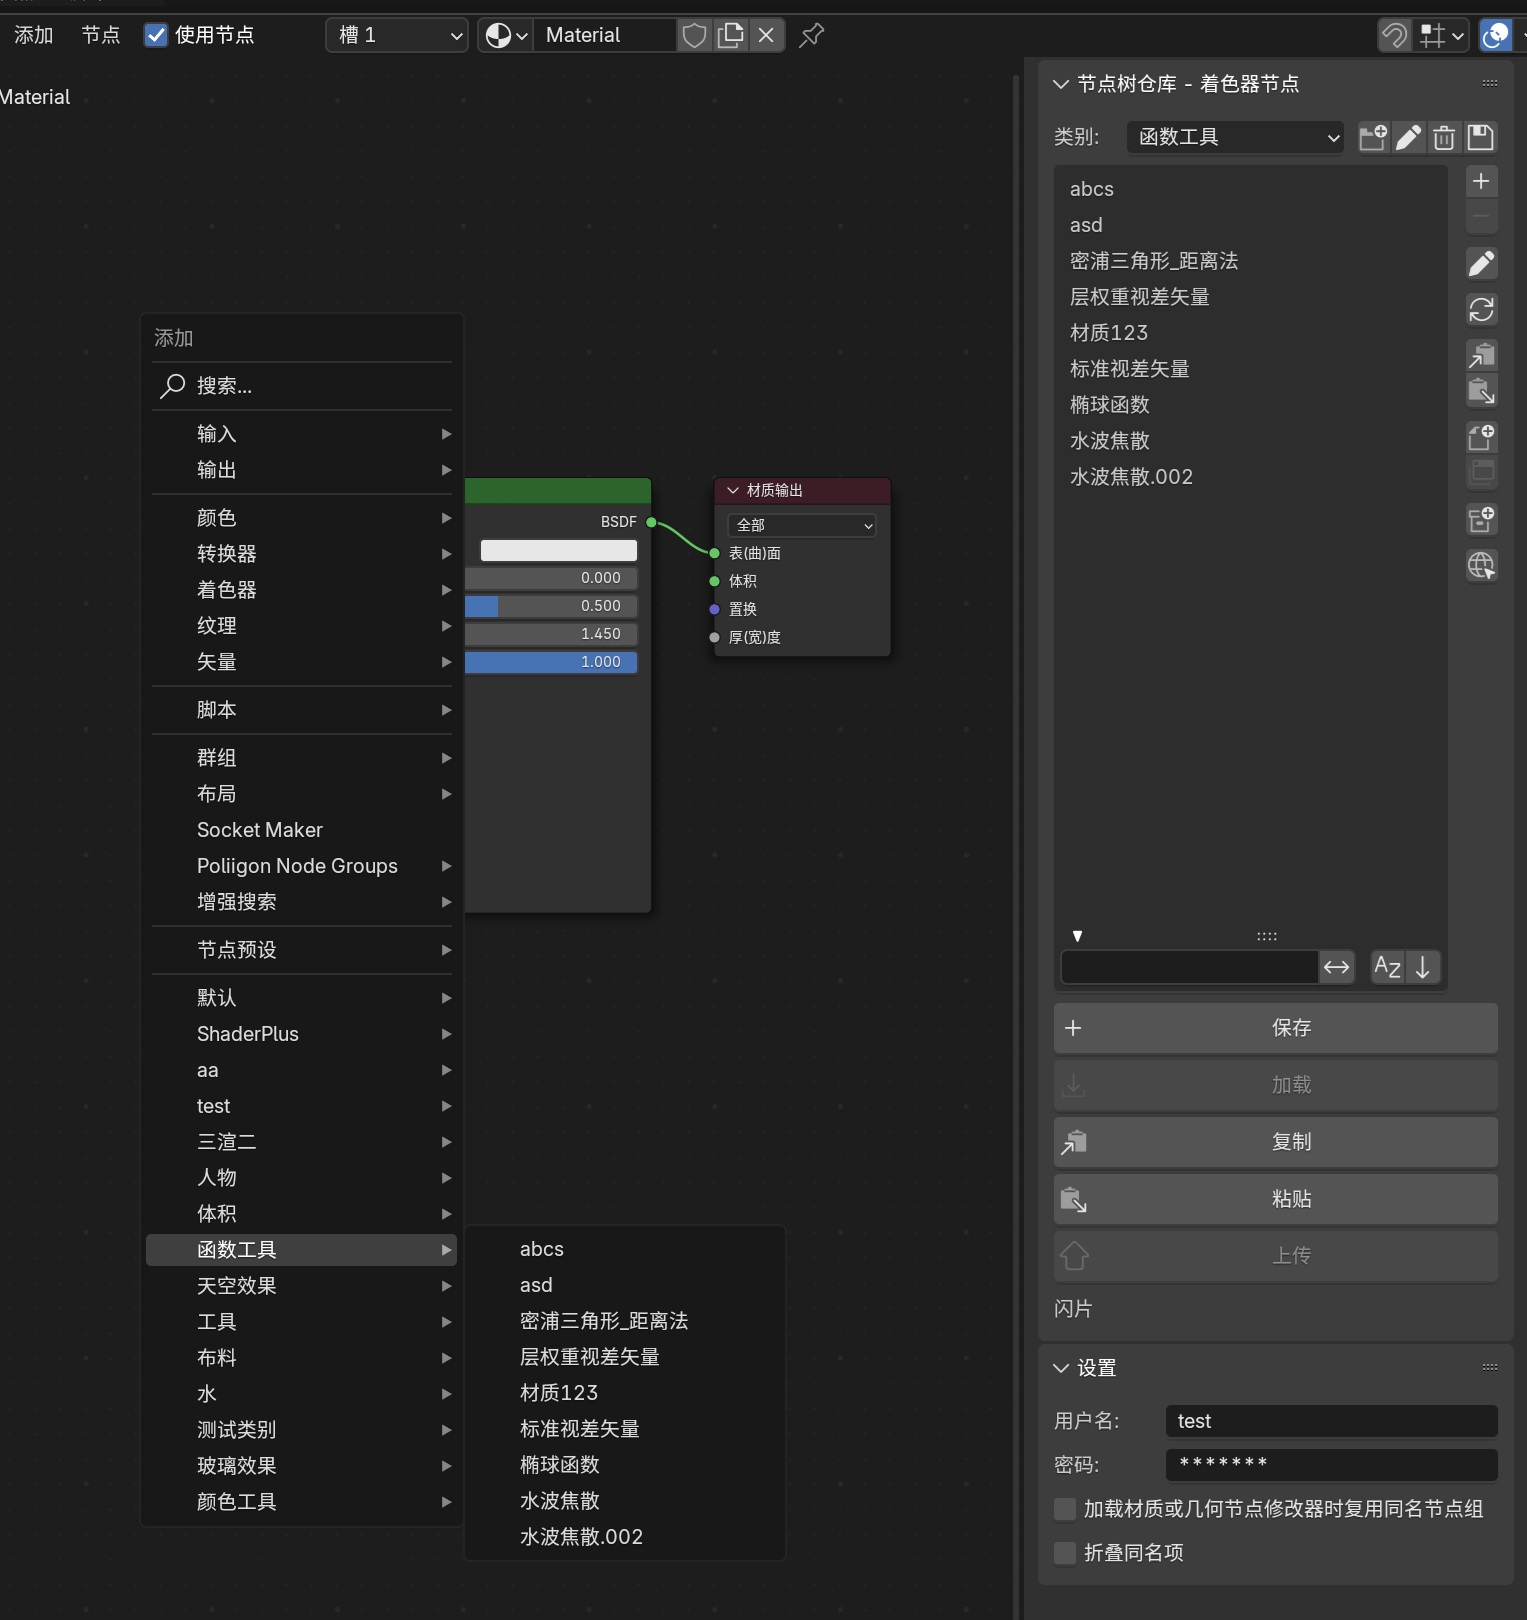 添加 节点 使用节点 槽 1 Material
Material
添加
搜索...
输入
输出
颜色
转换器
着色器
纹理
矢量
脚本
群组
布局
Socket Maker
Poliigon Node Groups
增强搜索
节点预设
默认
ShaderPlus
aa
test
三渲二
人物
体积
函数工具
天空效果
工具
布料
水
测试类别
玻璃效果
颜色工具
abcs
asd
密浦三角形_距离法
层权重视差矢量
材质123
标准视差矢量
椭球函数
水波焦散
水波焦散.002
BSDF
0.000
0.500
1.450
1.000
材质输出
全部
表(曲)面
体积
置换
厚(宽)度
节点树仓库 - 着色器节点
类别: 函数工具
abcs
asd
密浦三角形_距离法
层权重视差矢量
材质123
标准视差矢量
椭球函数
水波焦散
水波焦散.002
保存
加载
复制
粘贴
上传
闪片
设置
用户名: test
密码: *******
加载材质或几何节点修改器时复用同名节点组
折叠同名项